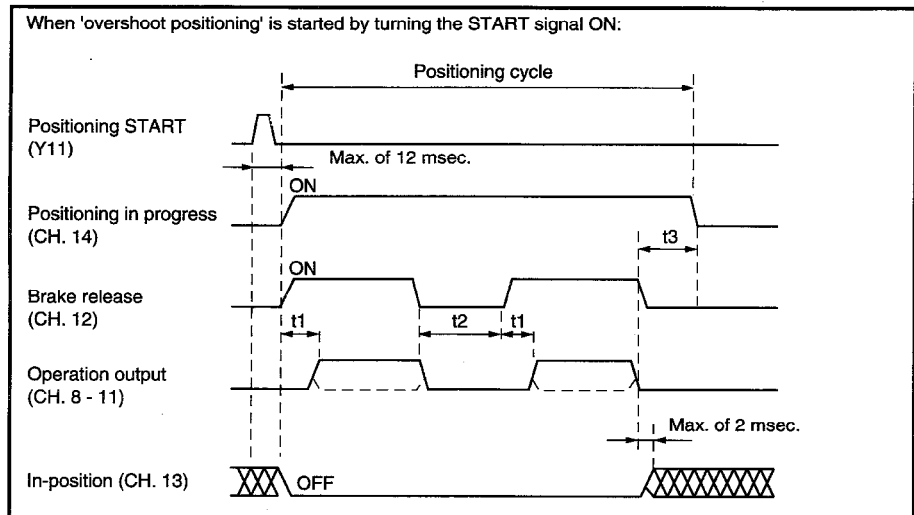 When 'overshoot positioning' is started by turning the START signal ON:
Positioning cycle
Positioning START
(Y11)
Max. of 12 msec.
ON
Positioning in progress
(CH. 14)
t3
ON
Brake release
(CH. 12)
t1
t2
t1
Operation output
(CH. 8 - 11)
Max. of 2 msec.
In-position (CH. 13)
OFF